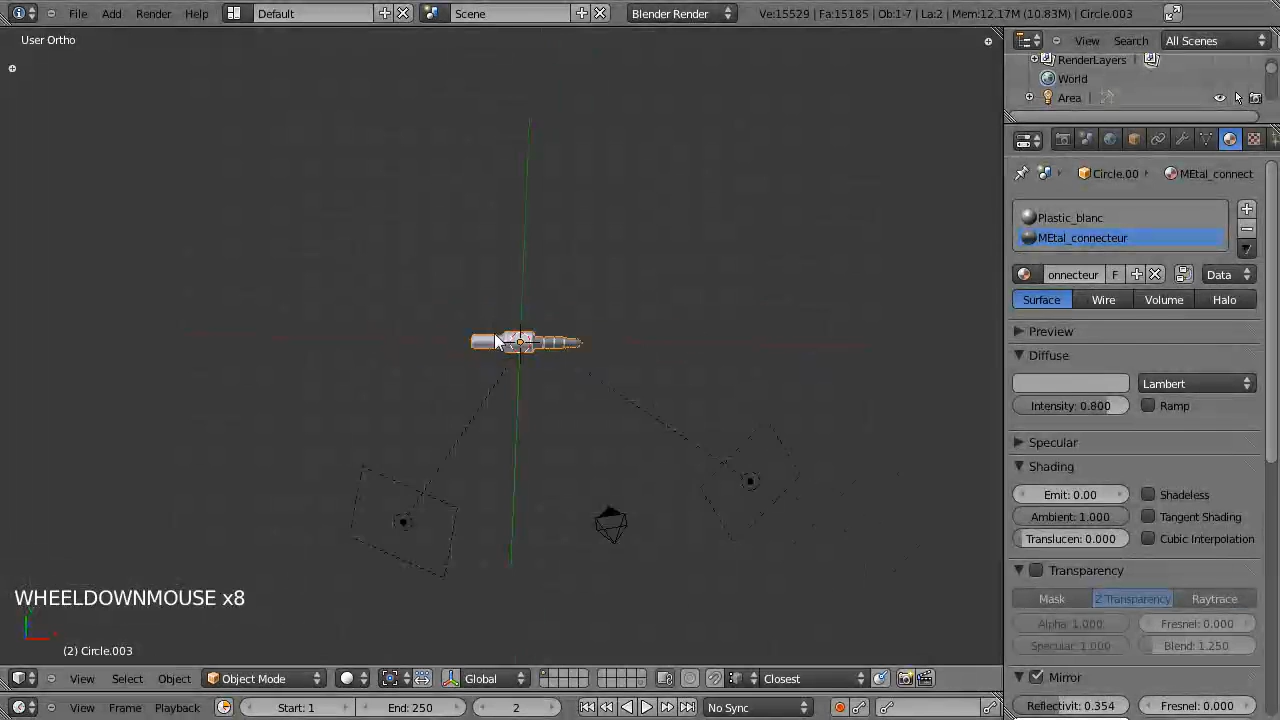 File Add Render Help Default Scene Blender Render Ve:15529 | Fa:15185 | Ob:1-7 | La:2 | Mem:12.17M (10.83M) | Circle.003
User Ortho
View Search All Scenes
RenderLayers |
World
Area |
Circle.00 MEtal_connect
Plastic_blanc
MEtal_connecteur
onnecteur F Data
Surface Wire Volume Halo
Preview
Diffuse
Lambert
Intensity: 0.800 Ramp
Specular
Shading
Emit: 0.00 Shadeless
Ambient: 1.000 Tangent Shading
Translucen: 0.000 Cubic Interpolation
Transparency
Mask Z Transparency Raytrace
Alpha: 1.000 Fresnel: 0.000
Specular: 1.000 Blend: 1.250
Mirror
Reflectivit: 0.354 Fresnel: 0.000
WHEELDOWNMOUSE x8
(2) Circle.003
View Select Object Object Mode Global Closest
View Frame Playback Start: 1 End: 250 2 No Sync